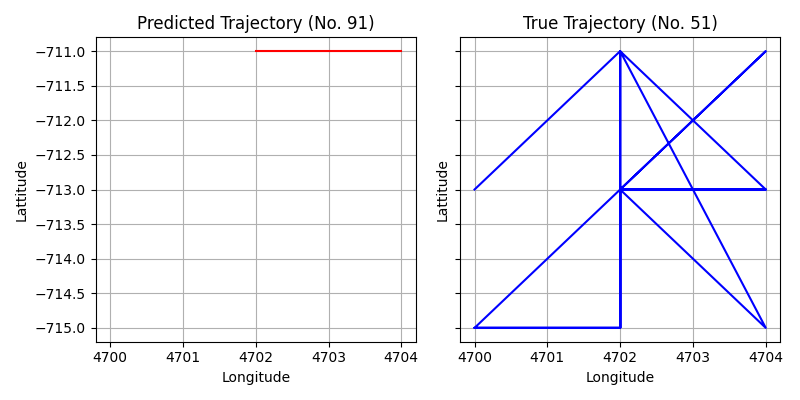 Predicted Trajectory (No. 91)
−711.0
−711.5
−712.0
−712.5
−713.0
−713.5
−714.0
−714.5
−715.0
Lattitude
4700 4701 4702 4703 4704
Longitude
True Trajectory (No. 51)
Lattitude
4700 4701 4702 4703 4704
Longitude